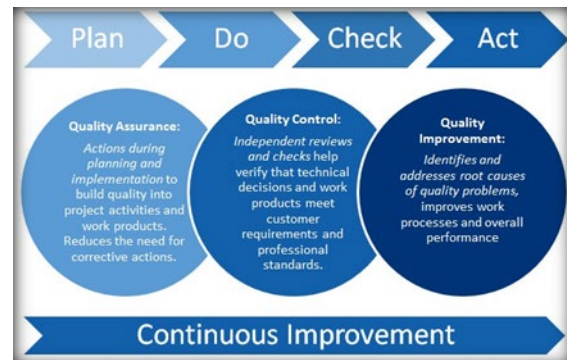 Plan
Do
Check
Act
Quality Assurance:
Actions during
planning and
implementation to
build quality into
project activities and
work products.
Reduces the need for
corrective actions.
Quality Control:
Independent reviews
and checks help
verify that technical
decisions and work
products meet
customer
requirements and
professional
standards.
Quality
Improvement:
Identifies and
addresses root causes
of quality problems,
improves work
processes and overall
performance
Continuous Improvement